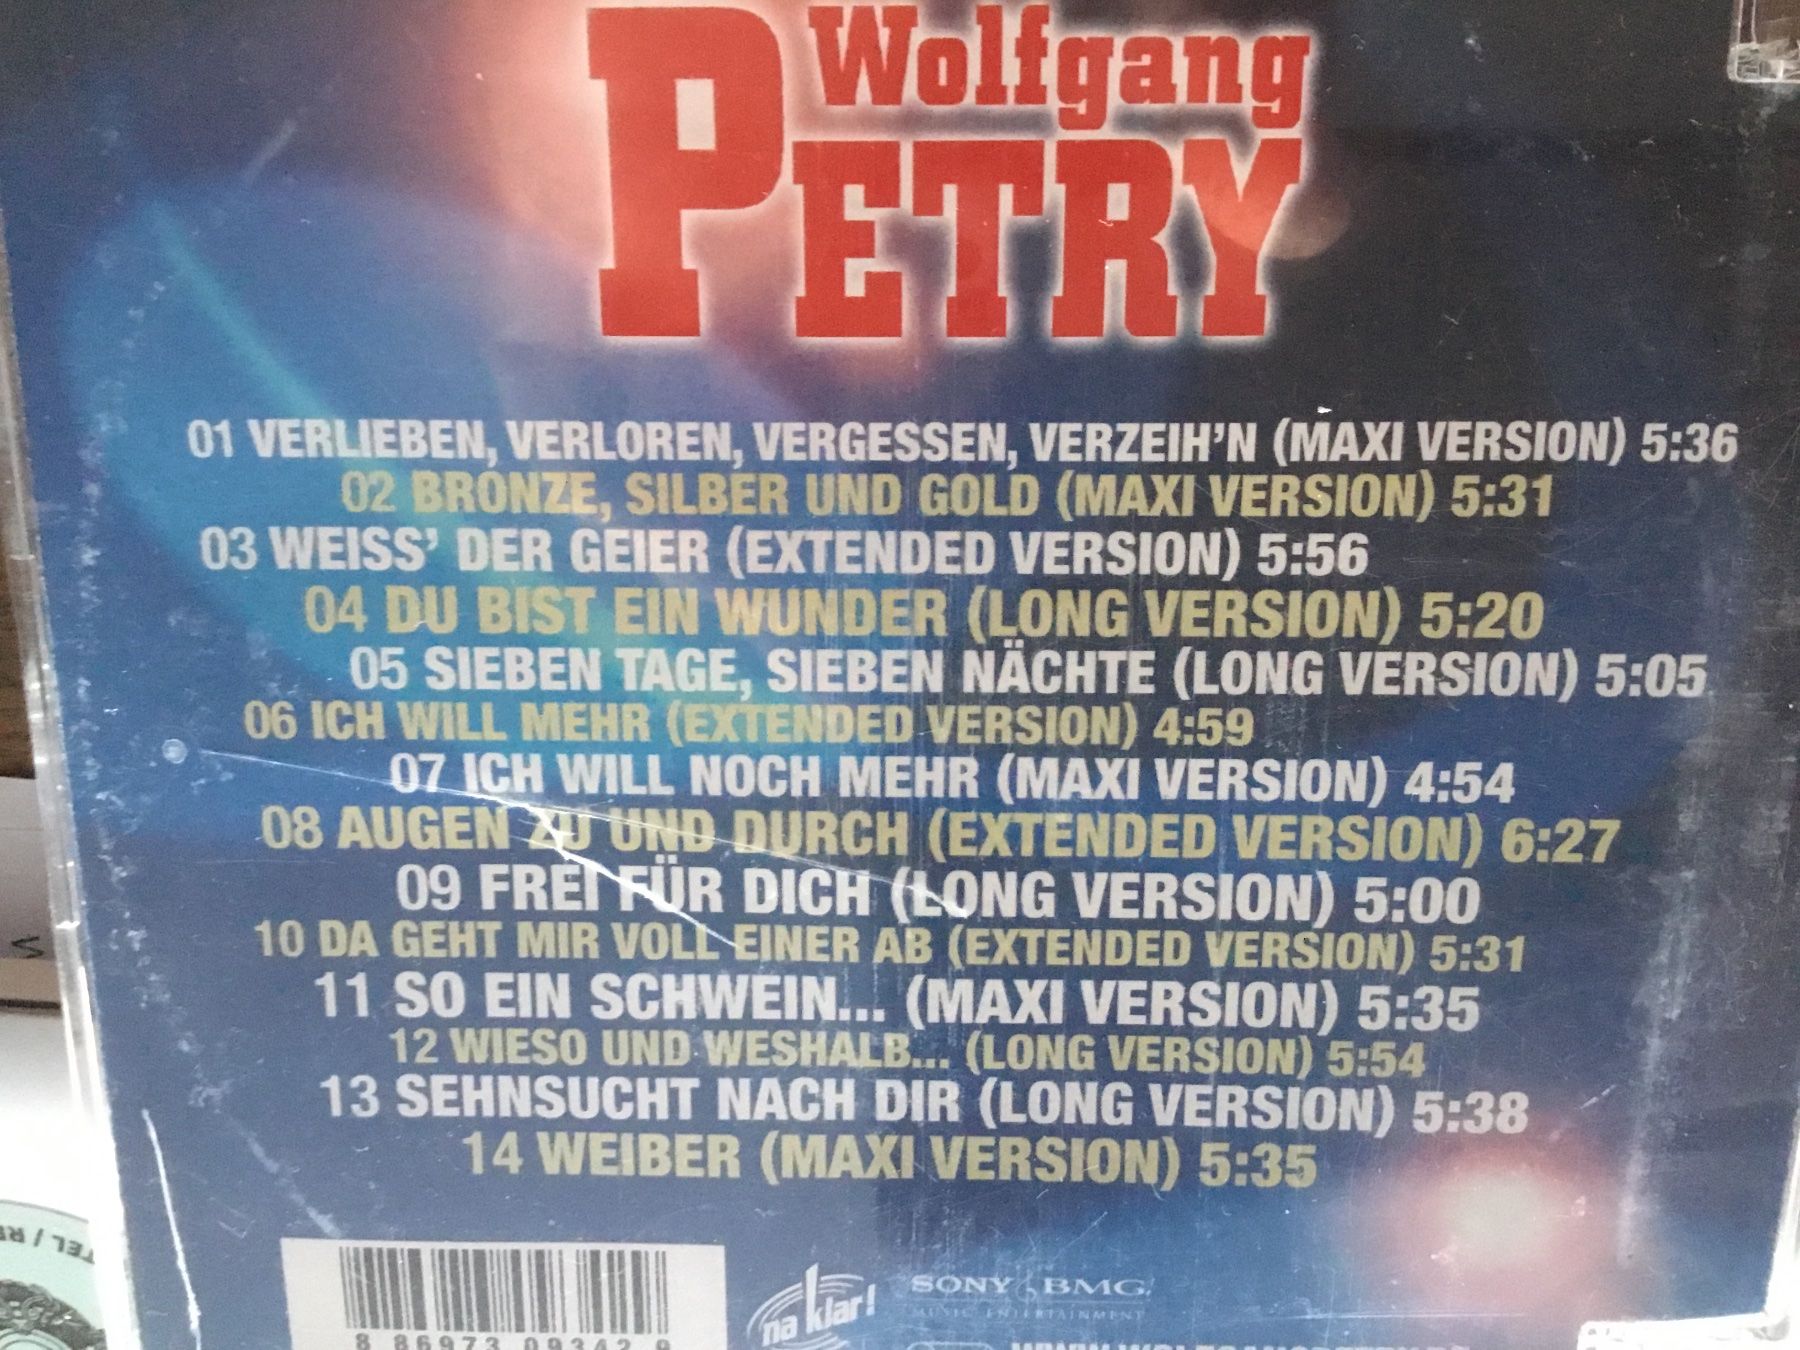 Wolfgang
PETRY
01 VERLIEBEN, VERLOREN, VERGESSEN, VERZEIH'N (MAXI VERSION) 5:36
02 BRONZE, SILBER UND GOLD (MAXI VERSION) 5:31
03 WEISS' DER GEIER (EXTENDED VERSION) 5:56
04 DU BIST EIN WUNDER (LONG VERSION) 5:20
05 SIEBEN TAGE, SIEBEN NÄCHTE (LONG VERSION) 5:05
06 ICH WILL MEHR (EXTENDED VERSION) 4:59
07 ICH WILL NOCH MEHR (MAXI VERSION) 4:54
08 AUGEN ZU UND DURCH (EXTENDED VERSION) 6:27
09 FREI FÜR DICH (LONG VERSION) 5:00
10 DA GEHT MIR VOLL EINER AB (EXTENDED VERSION) 5:31
11 SO EIN SCHWEIN... (MAXI VERSION) 5:35
12 WIESO UND WESHALB... (LONG VERSION) 5:54
13 SEHNSUCHT NACH DIR (LONG VERSION) 5:38
14 WEIBER (MAXI VERSION) 5:35
8 86973 09342 9
na klar!
SONY BMG
MUSIC ENTERTAINMENT